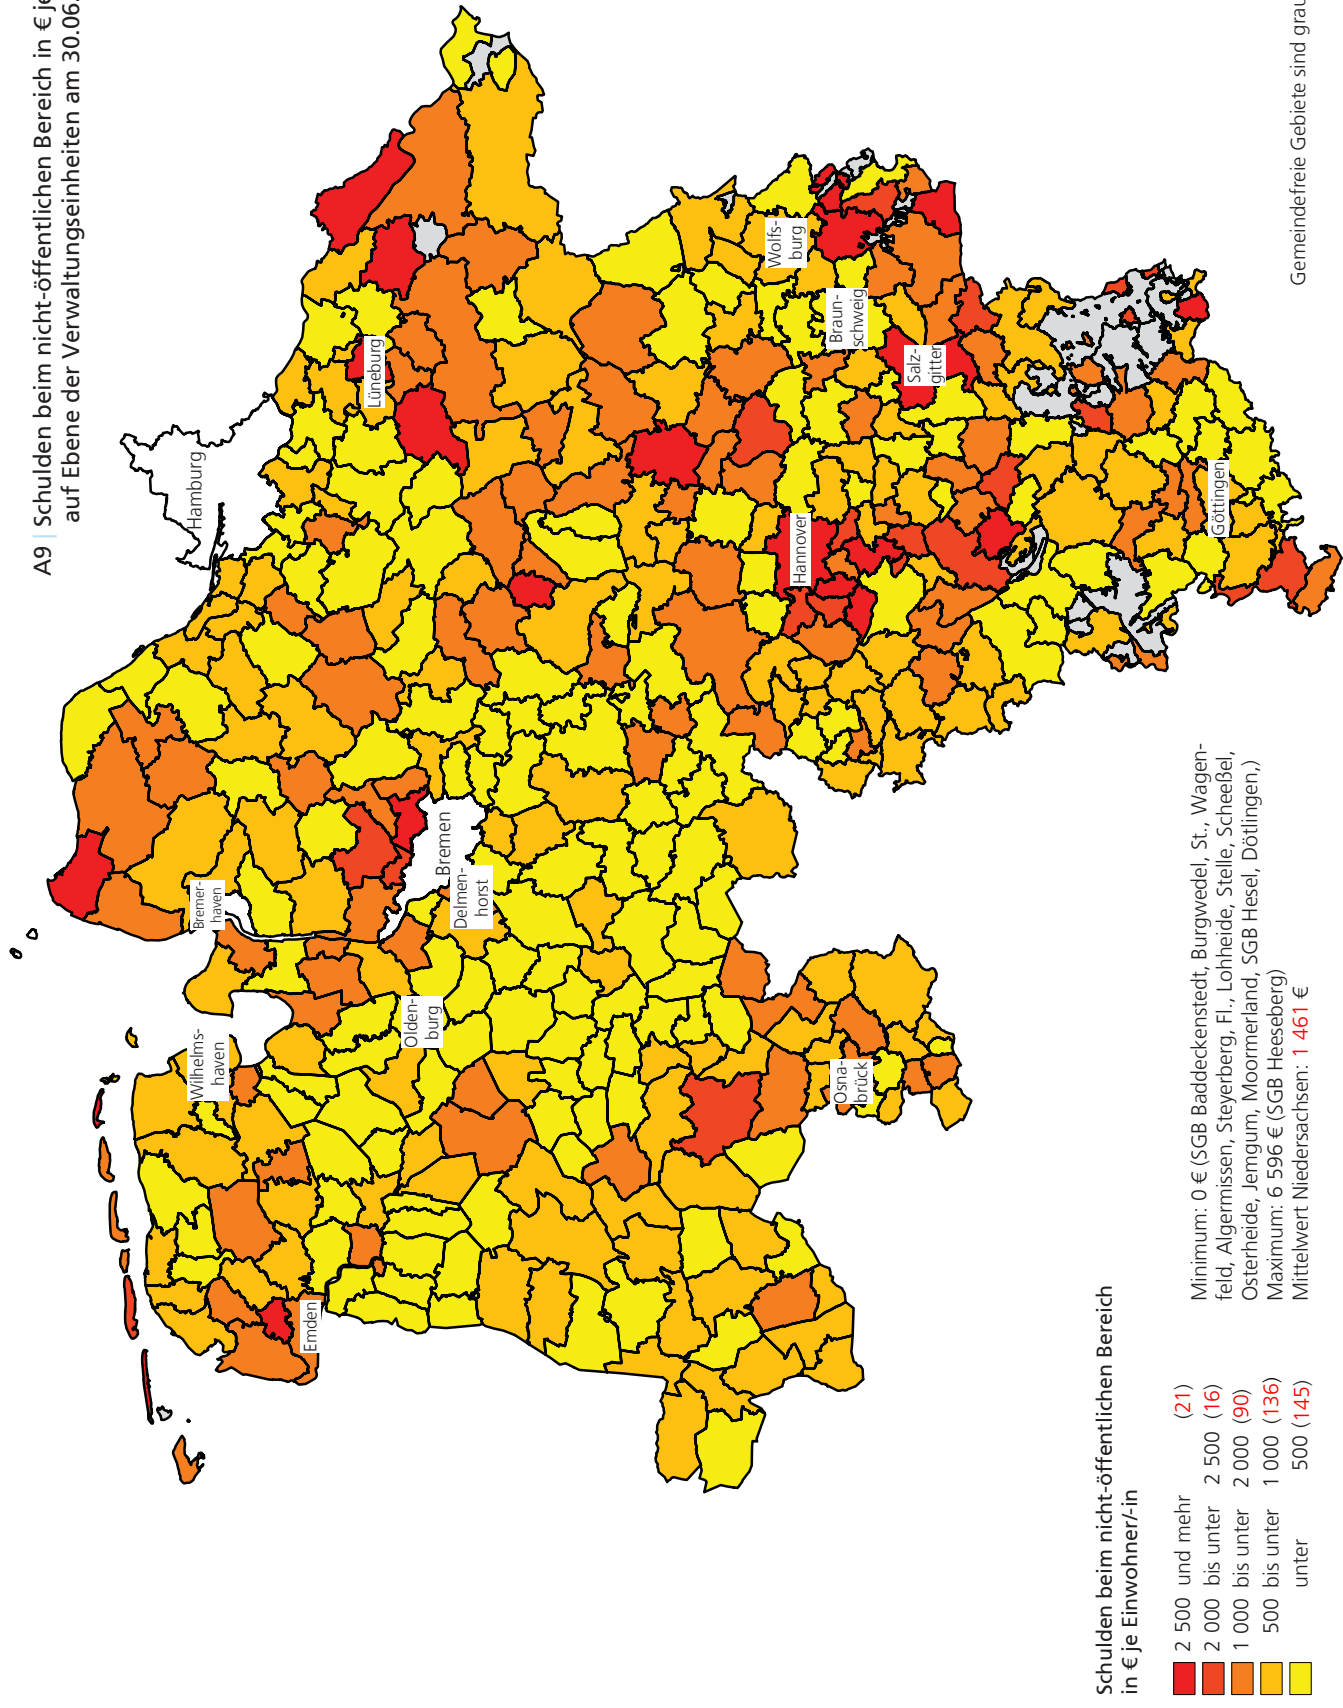 A9 | Schulden beim nicht-öffentlichen Bereich in € je
auf Ebene der Verwaltungseinheiten am 30.06.
Hamburg
Lüneburg
Bremer-
haven
Wilhelms-
haven
Emden
Olden-
burg
Delmen-
horst
Bremen
Wolfs-
burg
Braun-
schweig
Hannover
Salz-
gitter
Osna-
brück
Göttingen
Schulden beim nicht-öffentlichen Bereich
in € je Einwohner/-in
2 500 und mehr (21)
2 000 bis unter 2 500 (16)
1 000 bis unter 2 000 (90)
500 bis unter 1 000 (136)
unter 500 (145)
Minimum: 0 € (SGB Baddeckenstedt, Burgwedel, St., Wagen-
feld, Algermissen, Steyerberg, Fl., Lohheide, Stelle, Scheeßel,
Osterheide, Jemgum, Moormerland, SGB Hesel, Dötlingen,)
Maximum: 6 596 € (SGB Heeseberg)
Mittelwert Niedersachsen: 1 461 €
Gemeindefreie Gebiete sind grau